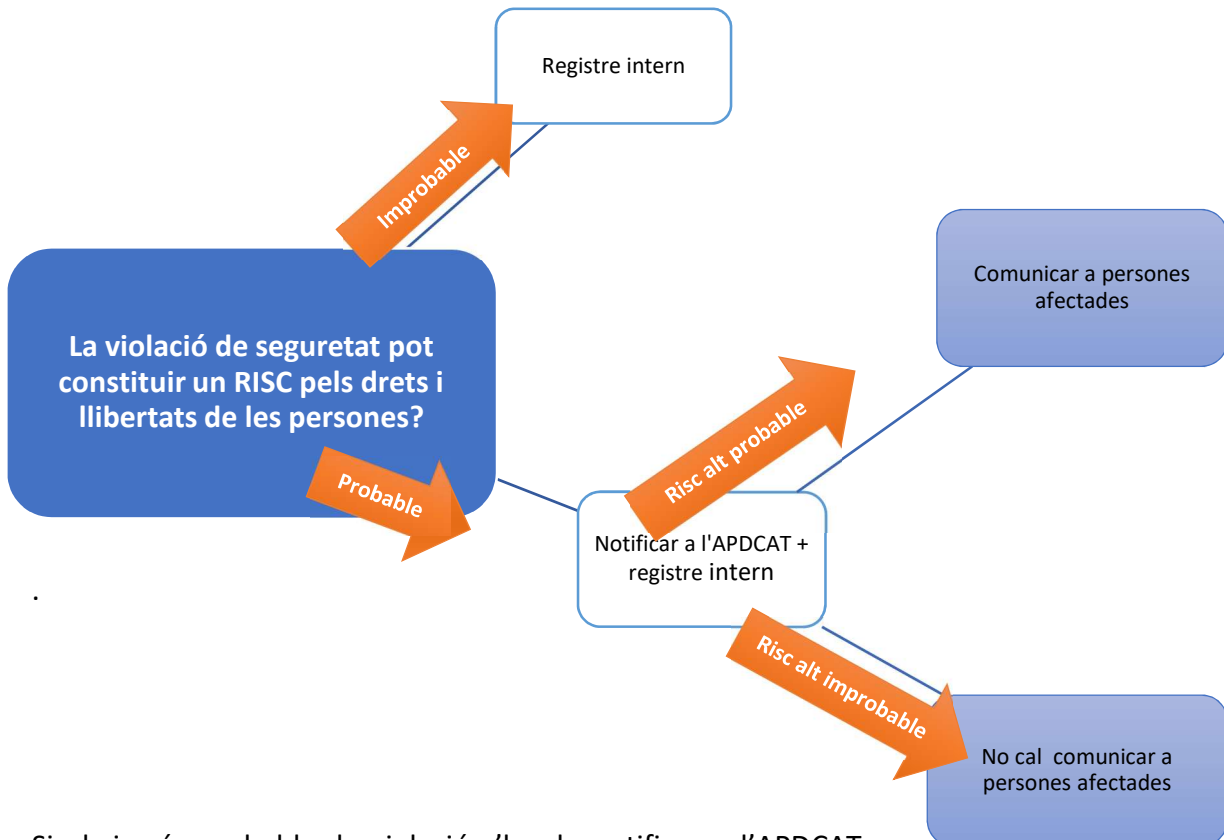 Registre intern
Improbable
Comunicar a persones
afectades
La violació de seguretat pot
constituir un RISC pels drets i
llibertats de les persones?
Risc alt probable
Probable
Notificar a l'APDCAT +
registre intern
.
Risc alt improbable
No cal comunicar a
persones afectades